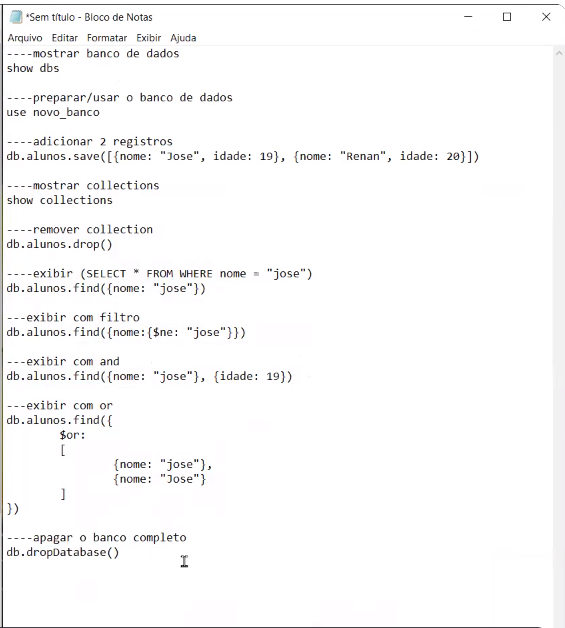 *Sem título - Bloco de Notas
Arquivo Editar Formatar Exibir Ajuda
----mostrar banco de dados
show dbs
----preparar/usar o banco de dados
use novo_banco
----adicionar 2 registros
db.alunos.save([{nome: "Jose", idade: 19}, {nome: "Renan", idade: 20}])
----mostrar collections
show collections
----remover collection
db.alunos.drop()
----exibir (SELECT * FROM WHERE nome = "jose")
db.alunos.find({nome: "jose"})
---exibir com filtro
db.alunos.find({nome:{$ne: "jose"}})
---exibir com and
db.alunos.find({nome: "jose"}, {idade: 19})
---exibir com or
db.alunos.find({
$or:
[
{nome: "jose"},
{nome: "Jose"}
]
})
----apagar o banco completo
db.dropDatabase()